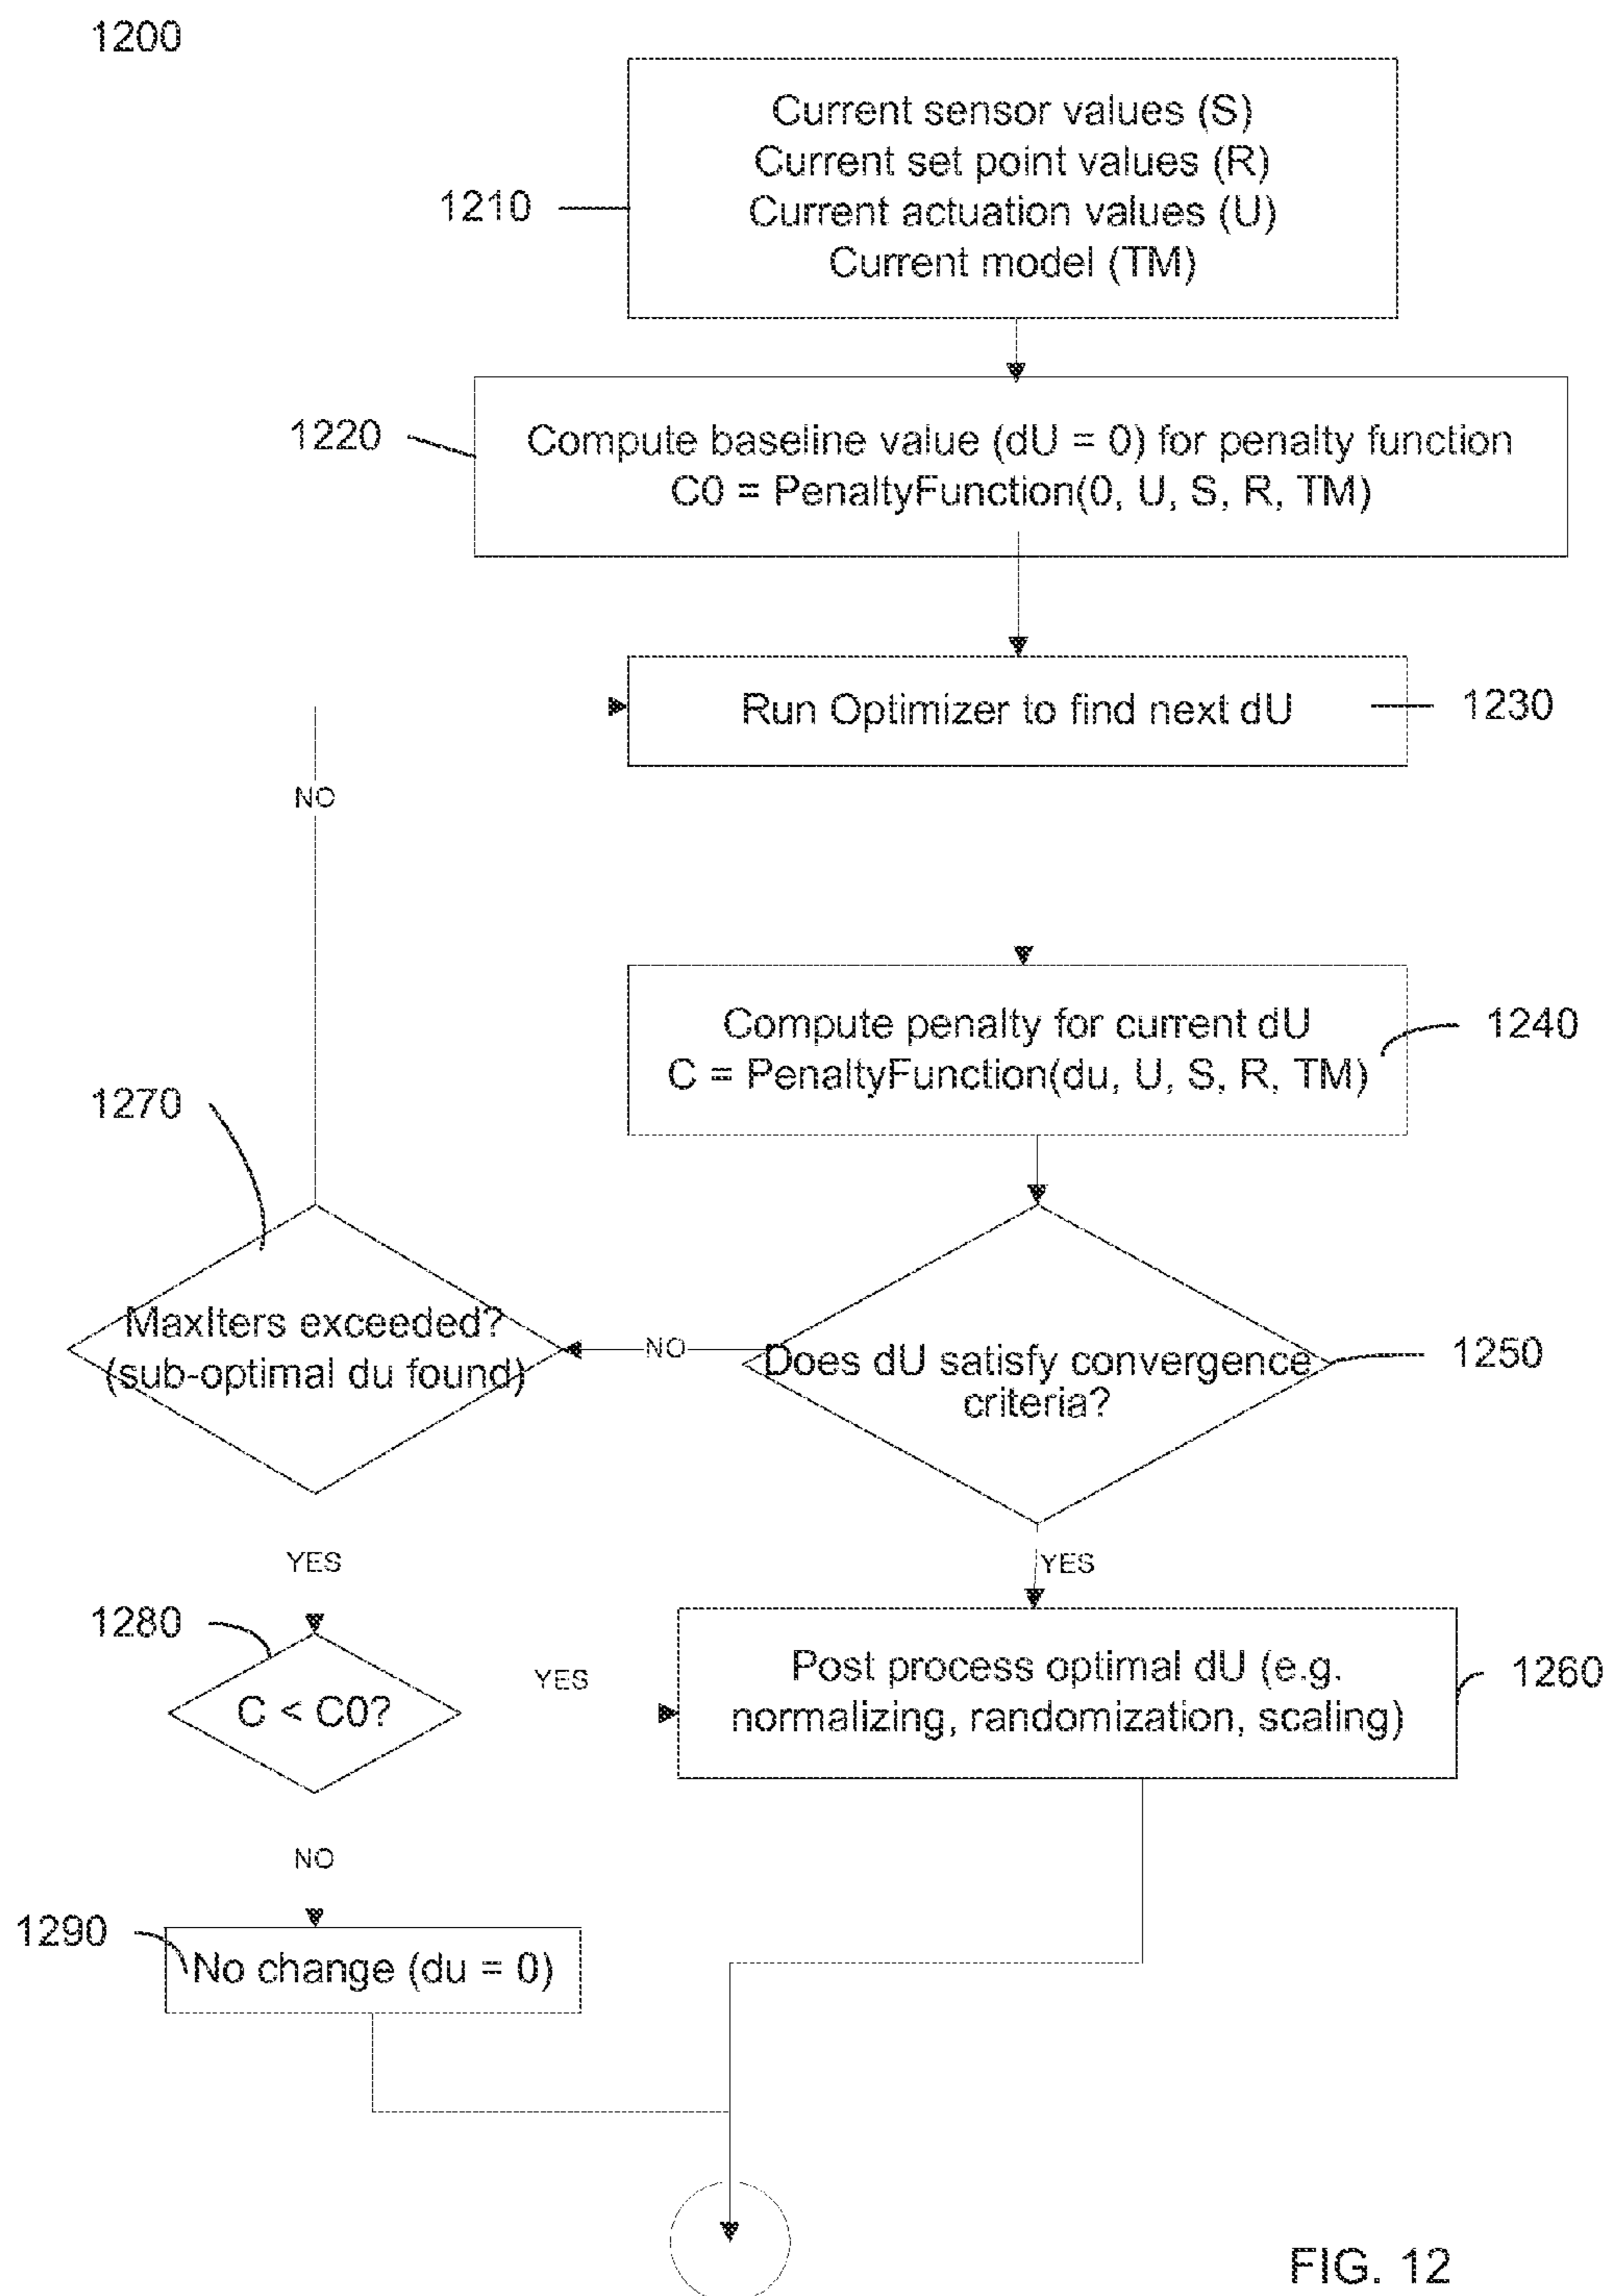 1200
Current sensor values (S)
Current set point values (R)
Current actuation values (U)
Current model (TM)
1210
1220
Compute baseline value (dU = 0) for penalty function
C0 = PenaltyFunction(0, U, S, R, TM)
Run Optimizer to find next dU
1230
NO
Compute penalty for current dU
C = PenaltyFunction(du, U, S, R, TM)
1240
1270
MaxIters exceeded?
(sub-optimal du found)
NO
Does dU satisfy convergence
criteria?
1250
YES
YES
1280
C < C0?
YES
Post process optimal dU (e.g.
normalizing, randomization, scaling)
1260
NO
1290
No change (du = 0)
FIG. 12